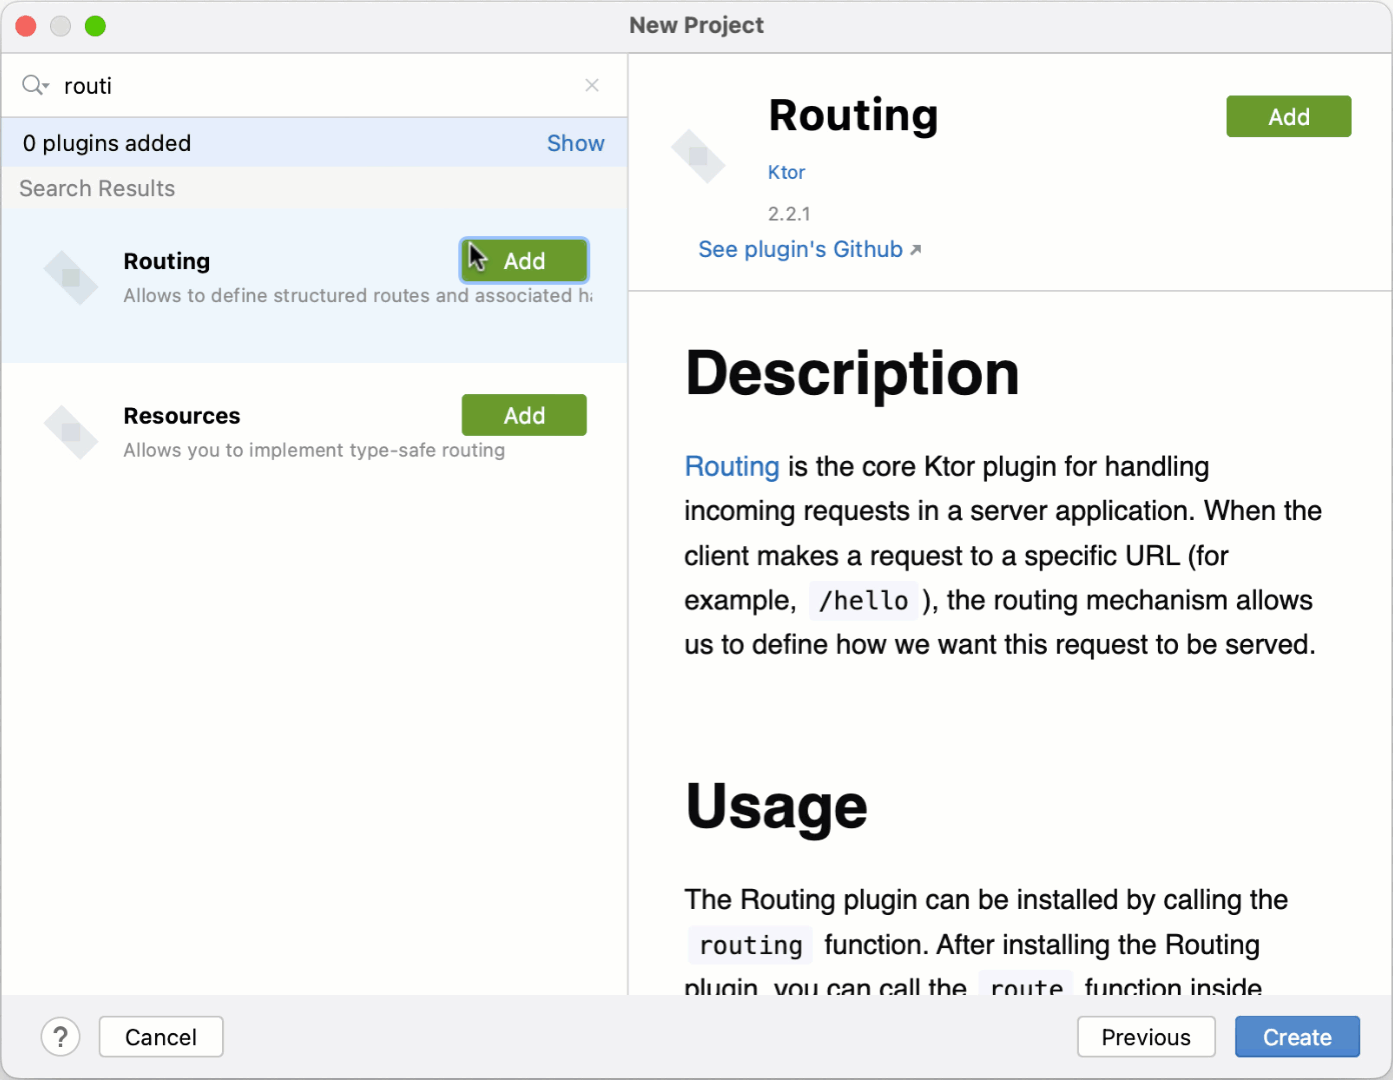 New Project
routi
0 plugins added
Show
Search Results
Routing
Add
Allows to define structured routes and associated
Resources
Add
Allows you to implement type-safe routing
Routing
Add
Ktor
2.2.1
See plugin's Github
Description
Routing is the core Ktor plugin for handling
incoming requests in a server application. When the
client makes a request to a specific URL (for
example, /hello ), the routing mechanism allows
us to define how we want this request to be served.
Usage
The Routing plugin can be installed by calling the
routing function. After installing the Routing
plugin, you can call the route function inside
?
Cancel
Previous
Create